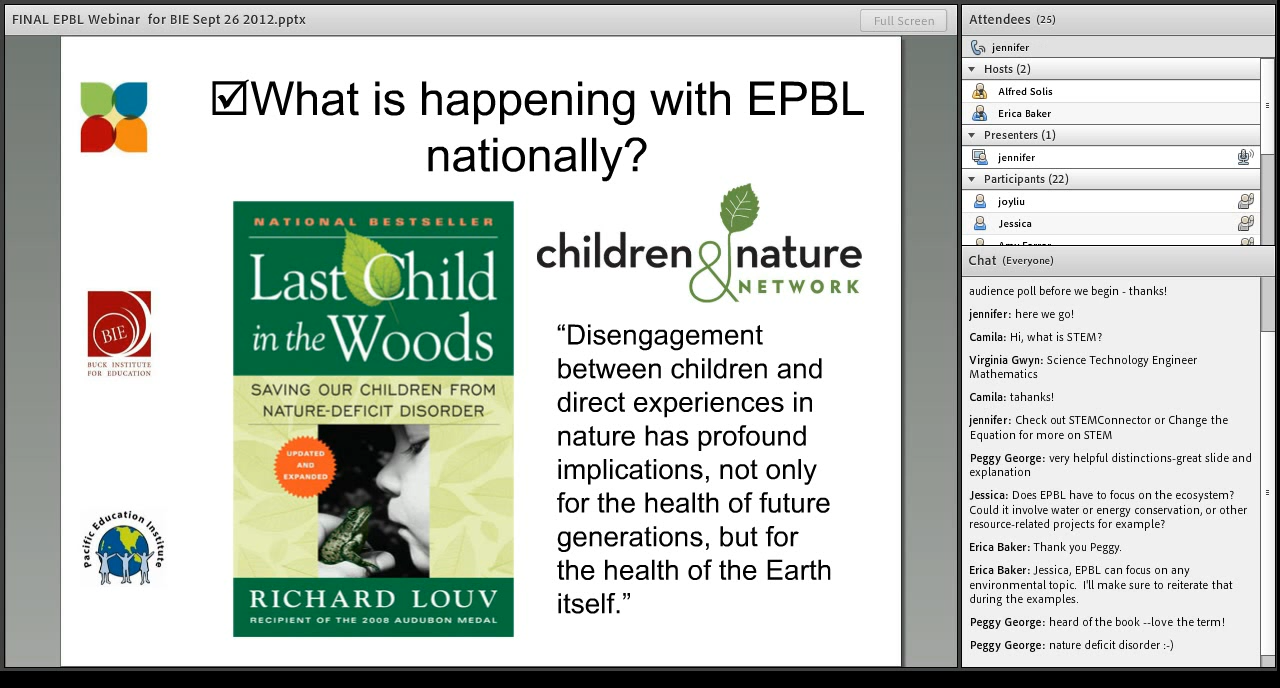 FINAL EPBL Webinar  for BIE Sept 26 2012.pptx
Full Screen
☑What is happening with EPBL
nationally?
NATIONAL BESTSELLER
Last Child
in the Woods
SAVING OUR CHILDREN FROM
NATURE-DEFICIT DISORDER
UPDATED
AND
EXPANDED
RICHARD LOUV
RECIPIENT OF THE 2008 AUDUBON MEDAL
children & nature
NETWORK
“Disengagement
between children and
direct experiences in
nature has profound
implications, not only
for the health of future
generations, but for
the health of the Earth
itself.”
BIE
BUCK INSTITUTE
FOR EDUCATION
Pacific Education Institute
Attendees (25)
jennifer
Hosts (2)
Alfred Solis
Erica Baker
Presenters (1)
jennifer
Participants (22)
joyliu
Jessica
Chat (Everyone)
audience poll before we begin - thanks!
jennifer: here we go!
Camila: Hi, what is STEM?
Virginia Gwyn: Science Technology Engineer
Mathematics
Camila: tahanks!
jennifer: Check out STEMConnector or Change the
Equation for more on STEM
Peggy George: very helpful distinctions-great slide and
explanation
Jessica: Does EPBL have to focus on the ecosystem?
Could it involve water or energy conservation, or other
resource-related projects for example?
Erica Baker: Thank you Peggy.
Erica Baker: Jessica, EPBL can focus on any
environmental topic.  I'll make sure to reiterate that
during the examples.
Peggy George: heard of the book --love the term!
Peggy George: nature deficit disorder :-)